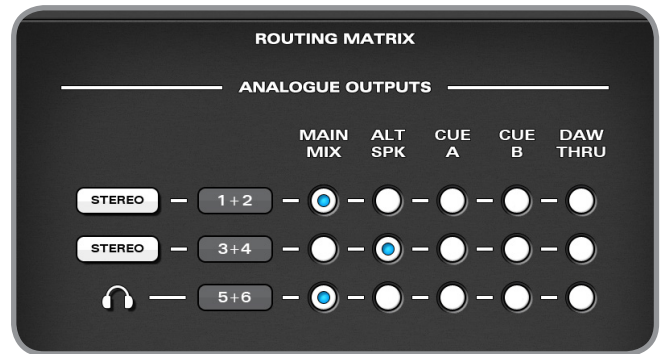 ROUTING MATRIX
ANALOGUE OUTPUTS
MAIN MIX ALT SPK CUE A CUE B DAW THRU
STEREO 1+2
STEREO 3+4
5+6